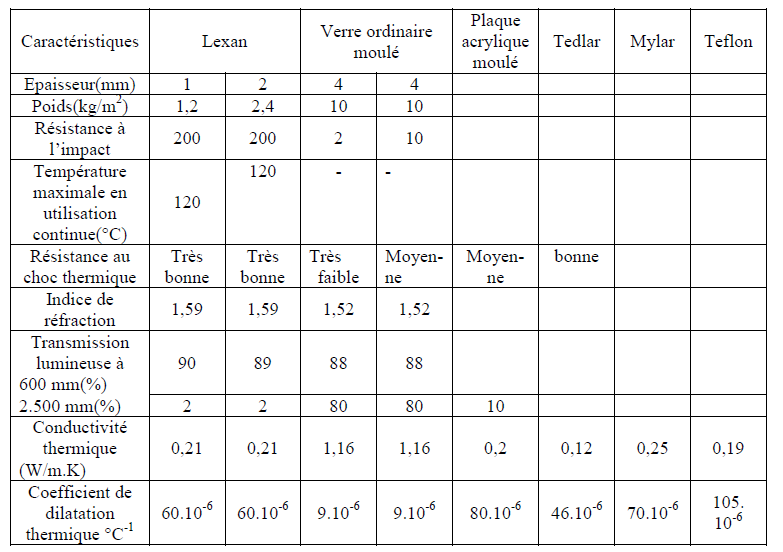 Caractéristiques Lexan Verre ordinaire moulé Plaque acrylique moulé Tedlar Mylar Teflon
Epaisseur(mm) 1 2 4 4
Poids(kg/m²) 1,2 2,4 10 10
Résistance à l’impact 200 200 2 10
Température maximale en utilisation continue(°C) 120 120 - -
Résistance au choc thermique Très bonne Très bonne Très faible Moyen-ne Moyen-ne bonne
Indice de réfraction 1,59 1,59 1,52 1,52
Transmission lumineuse à 600 mm(%) 90 89 88 88
2.500 mm(%) 2 2 80 80 10
Conductivité thermique (W/m.K) 0,21 0,21 1,16 1,16 0,2 0,12 0,25 0,19
Coefficient de dilatation thermique °C⁻¹ 60.10⁻⁶ 60.10⁻⁶ 9.10⁻⁶ 9.10⁻⁶ 80.10⁻⁶ 46.10⁻⁶ 70.10⁻⁶ 105. 10⁻⁶